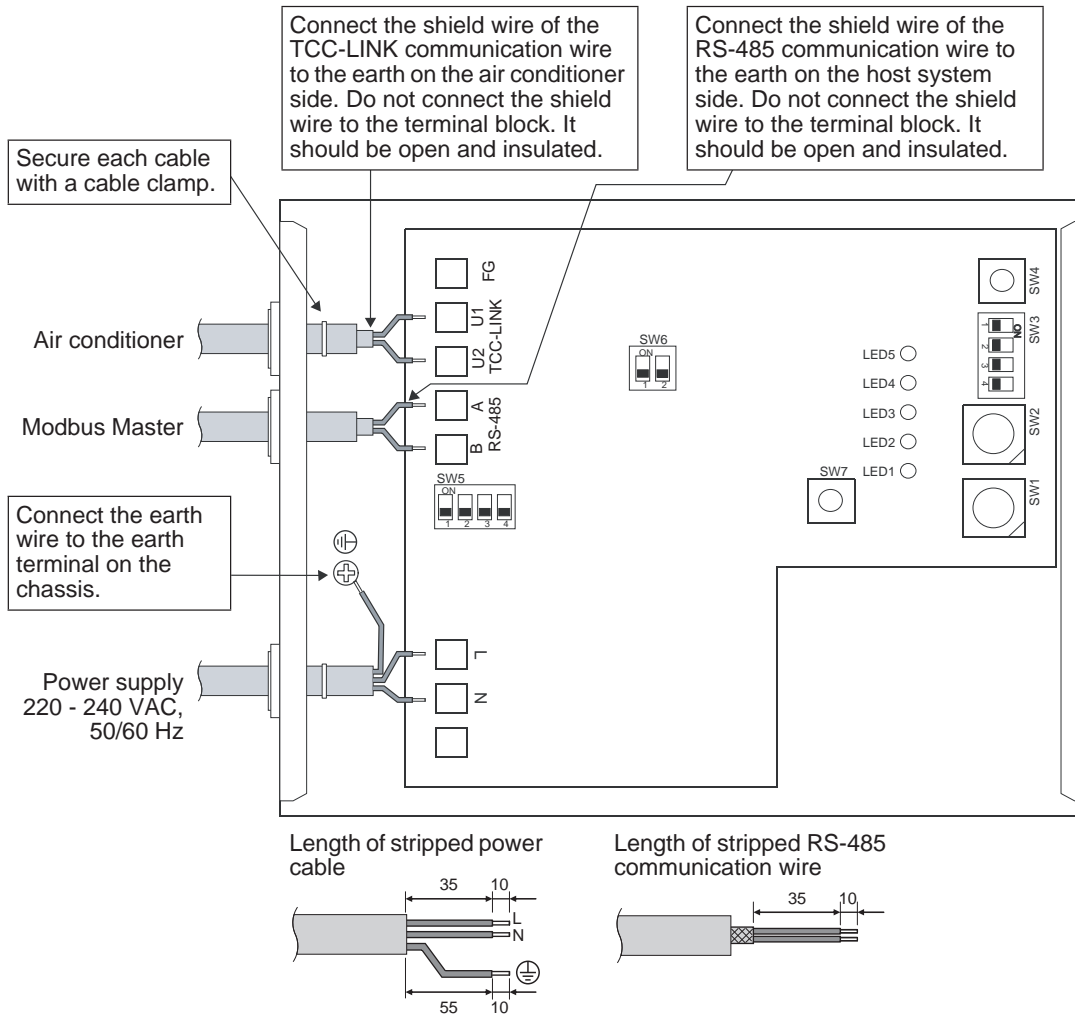 Connect the shield wire of the
TCC-LINK communication wire
to the earth on the air conditioner
side. Do not connect the shield
wire to the terminal block. It
should be open and insulated.
Connect the shield wire of the
RS-485 communication wire to
the earth on the host system
side. Do not connect the shield
wire to the terminal block. It
should be open and insulated.
Secure each cable
with a cable clamp.
Air conditioner
Modbus Master
Connect the earth
wire to the earth
terminal on the
chassis.
Power supply
220 - 240 VAC,
50/60 Hz
FG
U1
U2
TCC-LINK
A
B
RS-485
SW5
ON
1 2 3 4
L
N
SW6
ON
1 2
SW7
LED5
LED4
LED3
LED2
LED1
SW4
SW3
ON
1
2
3
4
SW2
SW1
Length of stripped power
cable
35 10
L
N
55 10
Length of stripped RS-485
communication wire
35 10